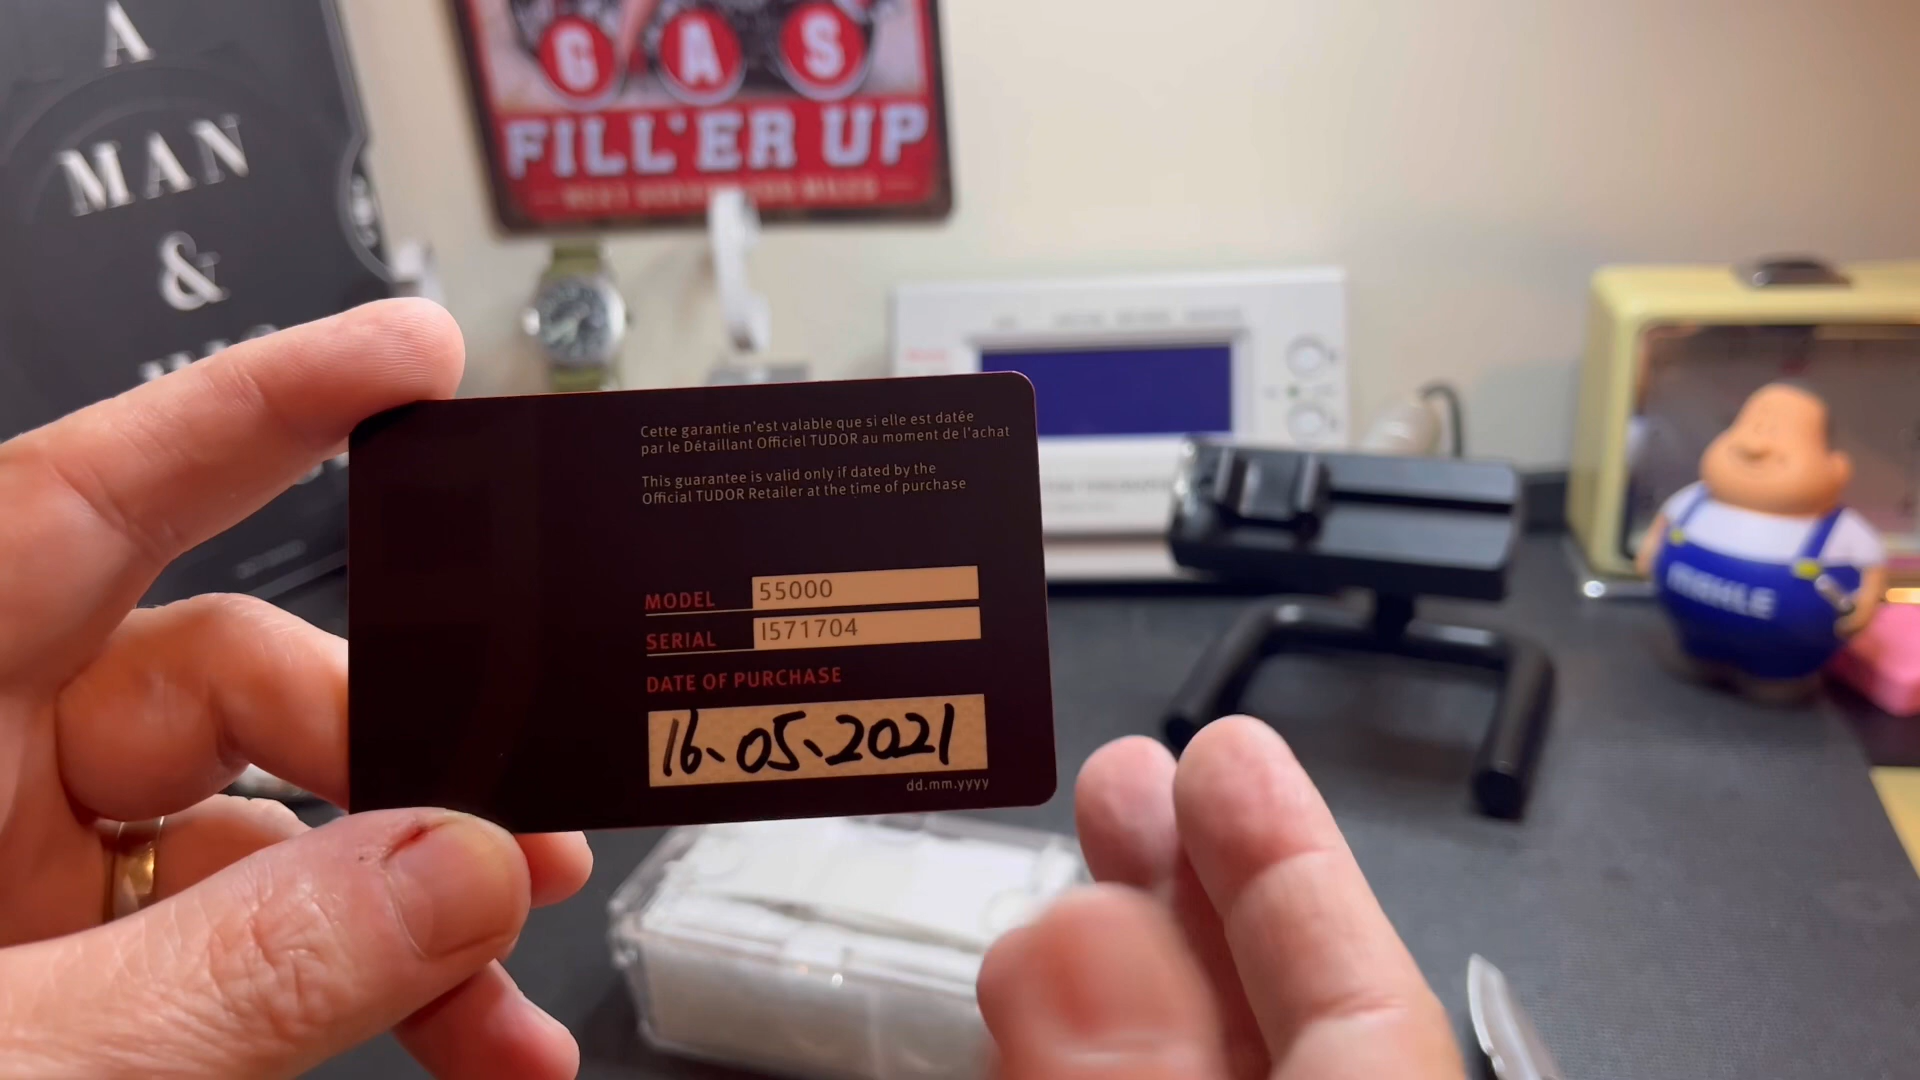 A
MAN
&
G A S
FILL'ER UP
Cette garantie n'est valable que si elle est datée
par le Détaillant Officiel TUDOR au moment de l'achat
This guarantee is valid only if dated by the
Official TUDOR Retailer at the time of purchase
MODEL 55000
SERIAL I571704
DATE OF PURCHASE
16.05.2021
dd.mm.yyyy
MAHLE